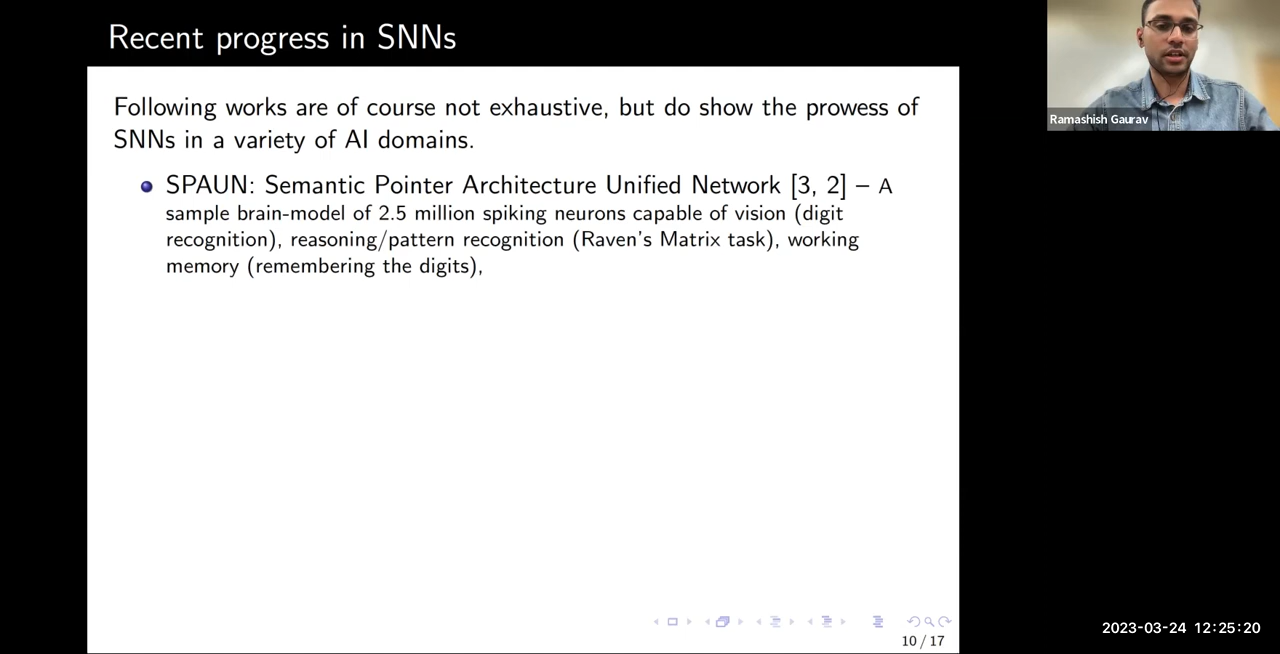 Recent progress in SNNs
Following works are of course not exhaustive, but do show the prowess of
SNNs in a variety of AI domains.
SPAUN: Semantic Pointer Architecture Unified Network [3, 2] – A
sample brain-model of 2.5 million spiking neurons capable of vision (digit
recognition), reasoning/pattern recognition (Raven's Matrix task), working
memory (remembering the digits),
10 / 17
Ramashish Gaurav
2023-03-24 12:25:20